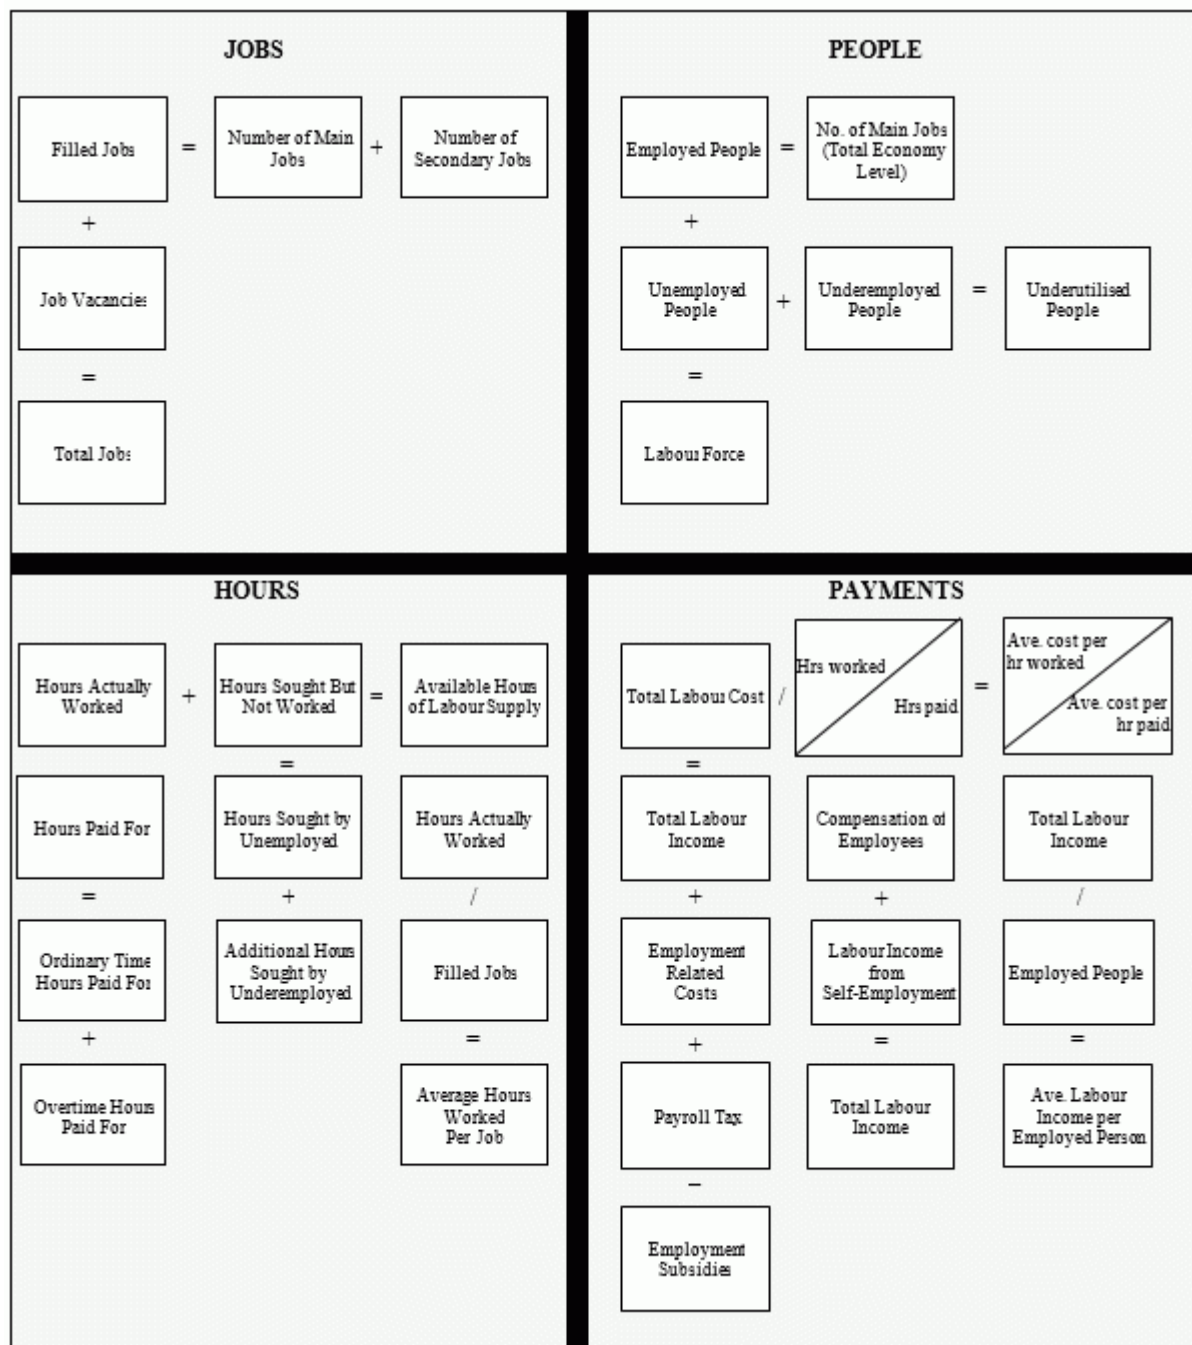 JOBS
Filled Jobs
=
Number of Main
Jobs
+
Number of
Secondary Jobs
+
Job Vacancies
=
Total Jobs
PEOPLE
Employed People
=
No. of Main Jobs
(Total Economy
Level)
+
Unemployed
People
+
Underemployed
People
=
Underutilised
People
=
Labour Force
HOURS
Hours Actually
Worked
+
Hours Sought But
Not Worked
=
Available Hours
of Labour Supply
=
Hours Paid For
Hours Sought by
Unemployed
Hours Actually
Worked
=
+
/
Ordinary Time
Hours Paid For
Additional Hours
Sought by
Underemployed
Filled Jobs
+
=
Overtime Hours
Paid For
Average Hours
Worked
Per Job
PAYMENTS
Total Labour Cost
/
Hrs worked
Hrs paid
=
Ave. cost per
hr worked
Ave. cost per
hr paid
=
Total Labour
Income
Compensation of
Employees
Total Labour
Income
+
+
/
Employment
Related
Costs
Labour Income
from
Self-Employment
Employed People
+
=
=
Payroll Tax
Total Labour
Income
Ave. Labour
Income per
Employed Person
–
Employment
Subsidies